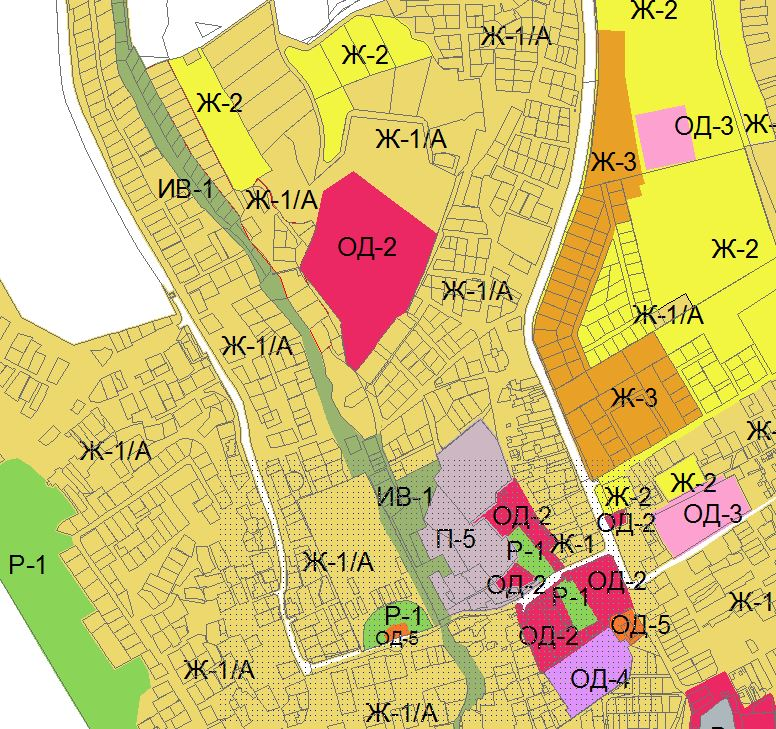 Ж-2
Ж-1/А
Ж-2
Ж-2
ОД-3
Ж-
Ж-1/А
Ж-3
ИВ-1
Ж-1/А
ОД-2
Ж-2
Ж-1/А
Ж-1/А
Ж-1/А
Ж-3
Ж-
Ж-1/А
Ж-2
ИВ-1
Ж-2
ОД-2
ОД-3
ОД-2
П-5
Ж-1
Р-1
Р-1
Ж-1/А
ОД-2
ОД-2
Р-1
Ж-1
Р-1
ОД-5
ОД-2
ОД-5
Ж-1/А
ОД-4
Ж-1/А